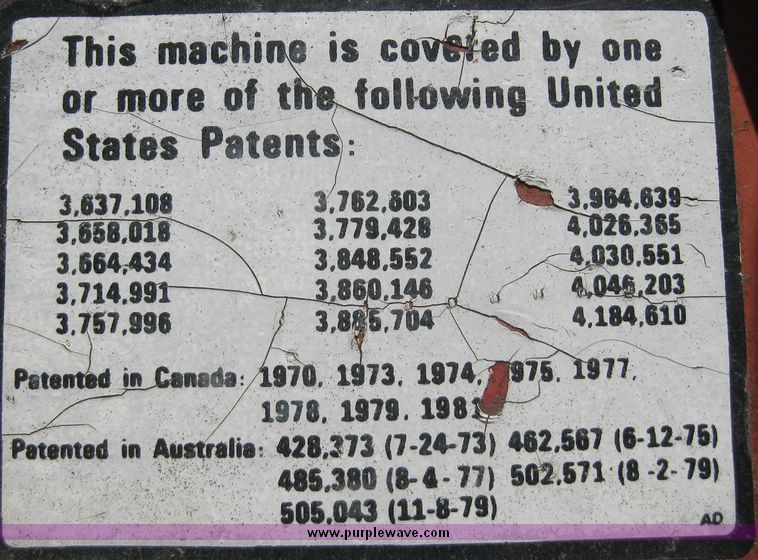 This machine is covered by one
or more of the following United
States Patents:
3,637,108 3,762,803 3,964,639
3,658,018 3,779,428 4,026,365
3,664,434 3,848,552 4,030,551
3,714,991 3,860,146 4,046,203
3,757,996 3,885,704 4,184,610
Patented in Canada: 1970, 1973, 1974, 1975, 1977,
1978, 1979, 1981
Patented in Australia: 428,373 (7-24-73) 462,567 (6-12-75)
485,380 (8-4-77) 502,571 (8-2-79)
505,043 (11-8-79)
AD
www.purplewave.com